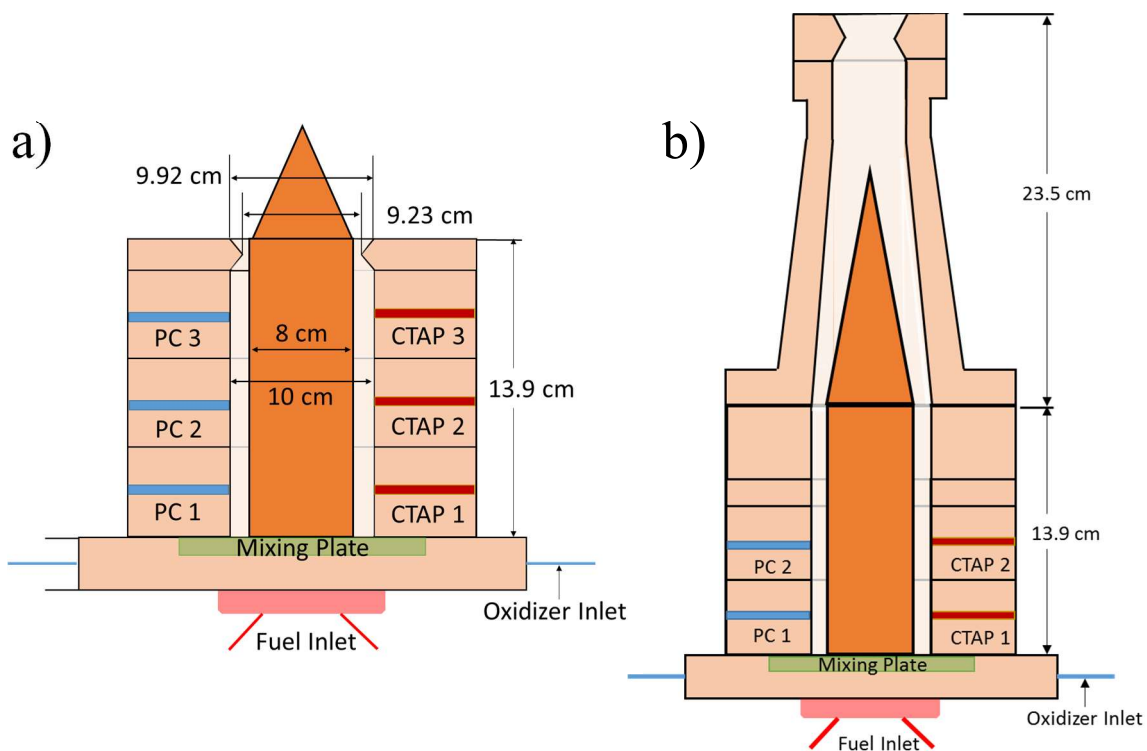 a)
9.92 cm
9.23 cm
PC 3
8 cm
CTAP 3
10 cm
13.9 cm
PC 2
CTAP 2
PC 1
CTAP 1
Mixing Plate
Oxidizer Inlet
Fuel Inlet
b)
23.5 cm
13.9 cm
PC 2
CTAP 2
PC 1
CTAP 1
Mixing Plate
Oxidizer Inlet
Fuel Inlet